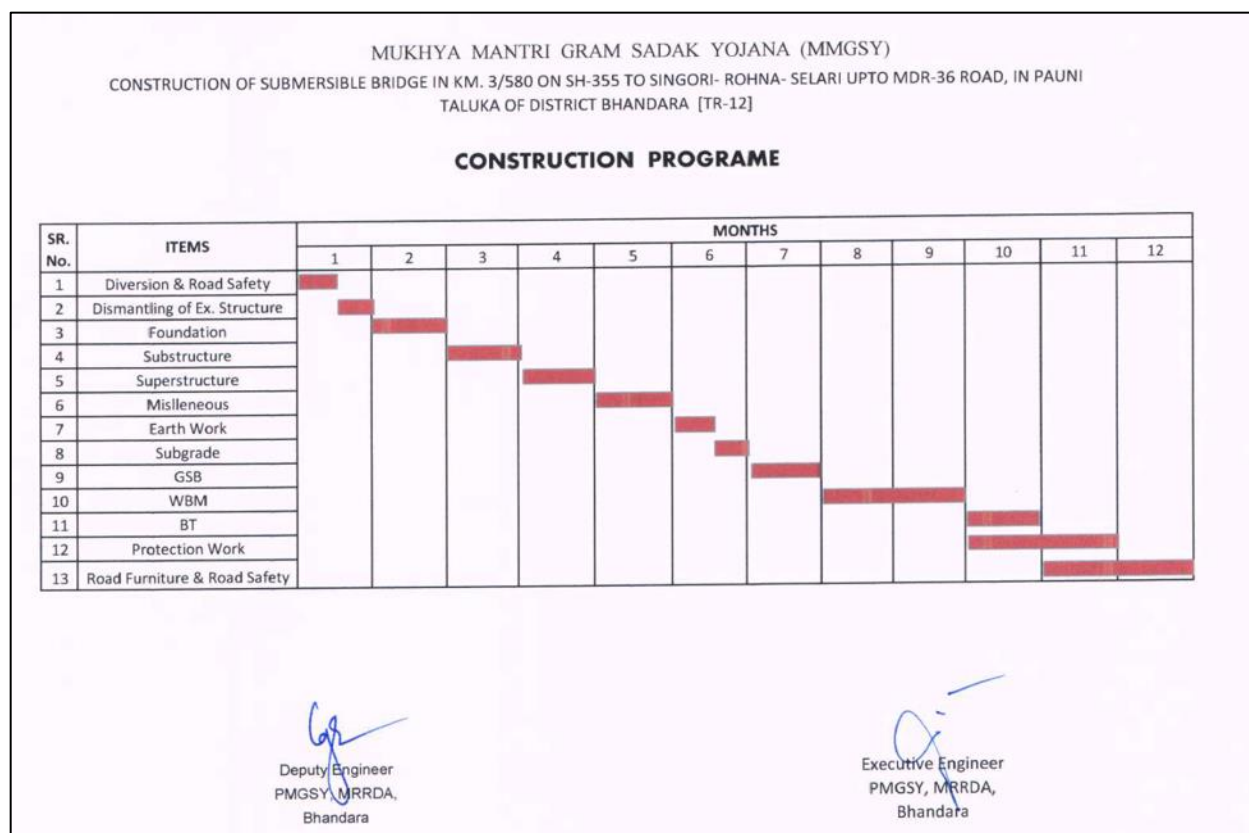 MUKHYA MANTRI GRAM SADAK YOJANA (MMGSY)
CONSTRUCTION OF SUBMERSIBLE BRIDGE IN KM. 3/580 ON SH-355 TO SINGORI- ROHNA- SELARI UPTO MDR-36 ROAD, IN PAUNI
TALUKA OF DISTRICT BHANDARA [TR-12]
CONSTRUCTION PROGRAME
SR. No. ITEMS MONTHS
1 2 3 4 5 6 7 8 9 10 11 12
1 Diversion & Road Safety
2 Dismantling of Ex. Structure
3 Foundation
4 Substructure
5 Superstructure
6 Mislleneous
7 Earth Work
8 Subgrade
9 GSB
10 WBM
11 BT
12 Protection Work
13 Road Furniture & Road Safety
Deputy Engineer
PMGSY, MRRDA,
Bhandara
Executive Engineer
PMGSY, MRRDA,
Bhandara